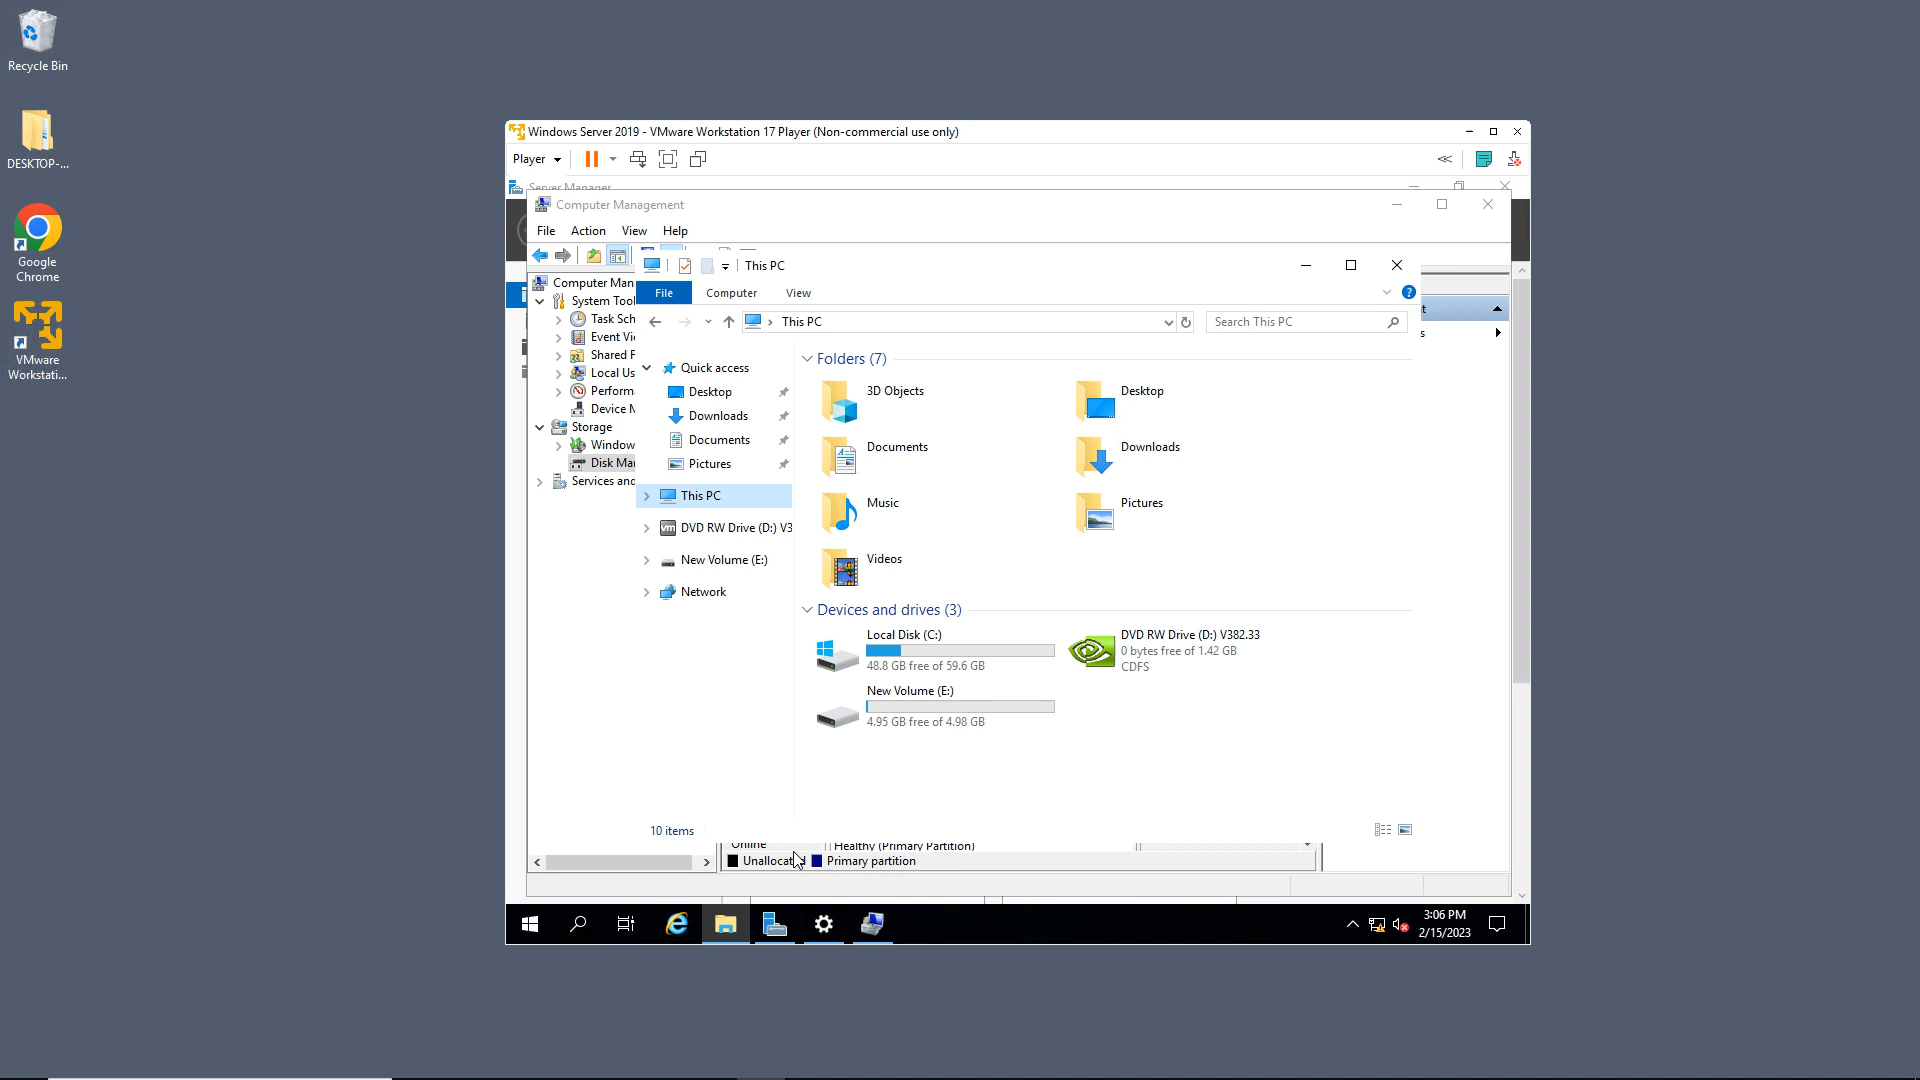 Recycle Bin
DESKTOP-...
Google
Chrome
VMware
Workstati...
Windows Server 2019 - VMware Workstation 17 Player (Non-commercial use only)
Player
Server Manager
Computer Management
File Action View Help
This PC
File Computer View
This PC
Search This PC
Computer Man
System Tool
Task Sch
Event Vi
Shared F
Local Us
Perform
Device M
Storage
Window
Disk Mar
Services and
Quick access
Desktop
Downloads
Documents
Pictures
This PC
DVD RW Drive (D:) V3
New Volume (E:)
Network
Folders (7)
3D Objects
Desktop
Documents
Downloads
Music
Pictures
Videos
Devices and drives (3)
Local Disk (C:)
48.8 GB free of 59.6 GB
DVD RW Drive (D:) V382.33
0 bytes free of 1.42 GB
CDFS
New Volume (E:)
4.95 GB free of 4.98 GB
t
s
10 items
Online
Healthy (Primary Partition)
Unallocated Primary partition
3:06 PM
2/15/2023